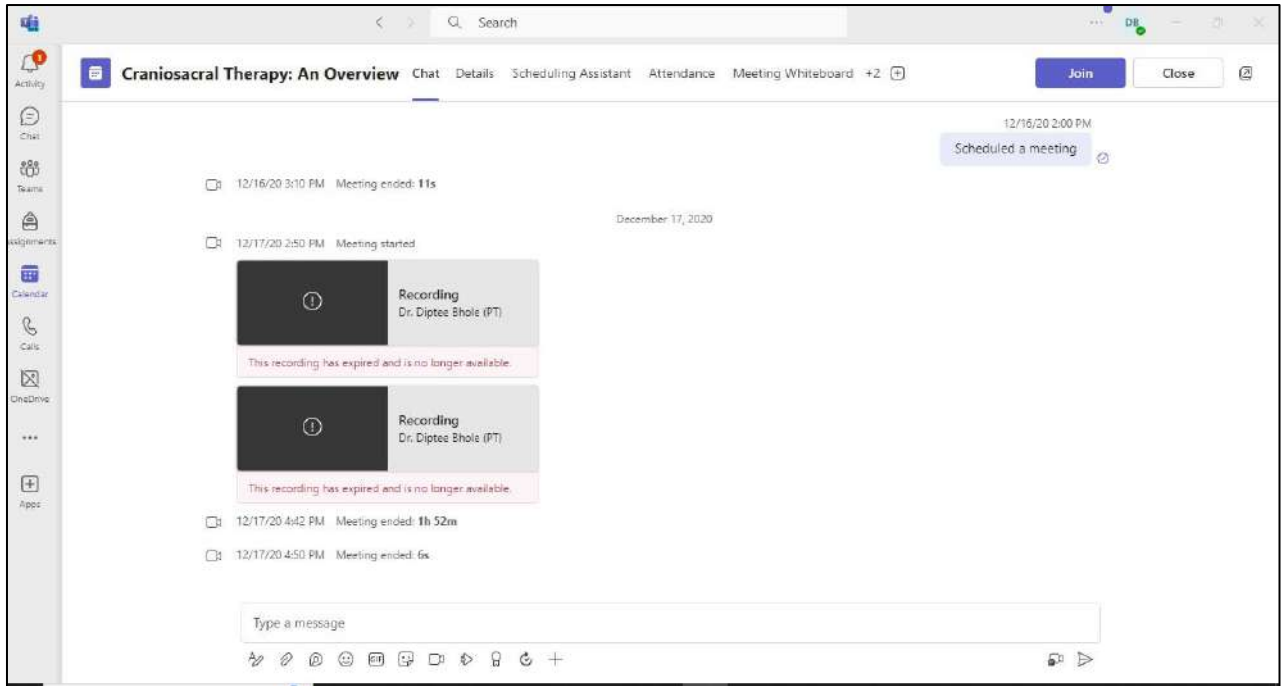 Search
DB
1
Activity
Chat
Teams
ssignments
Calendar
Calls
OneDrive
Apps
Craniosacral Therapy: An Overview Chat Details Scheduling Assistant Attendance Meeting Whiteboard +2
Join Close
12/16/20 2:00 PM
Scheduled a meeting
12/16/20 3:10 PM Meeting ended: 11s
December 17, 2020
12/17/20 2:50 PM Meeting started
Recording
Dr. Diptee Bhole (PT)
This recording has expired and is no longer available.
Recording
Dr. Diptee Bhole (PT)
This recording has expired and is no longer available.
12/17/20 4:42 PM Meeting ended: 1h 52m
12/17/20 4:50 PM Meeting ended: 6s
Type a message
GIF